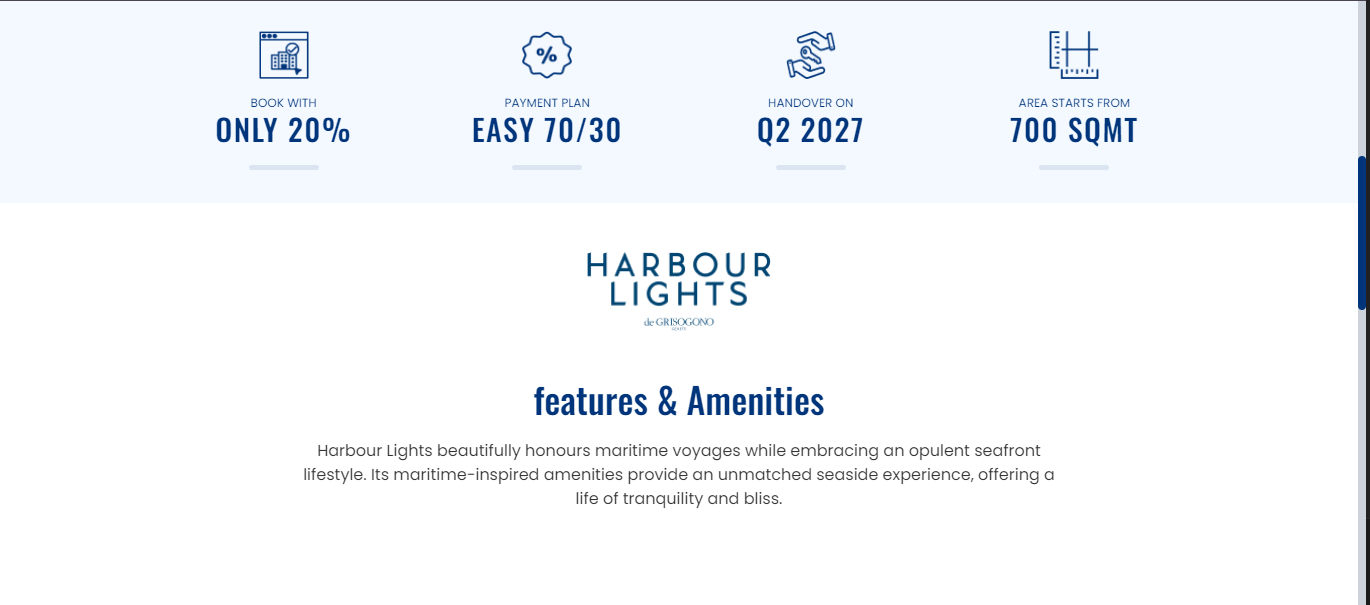 BOOK WITH
ONLY 20%
PAYMENT PLAN
EASY 70/30
HANDOVER ON
Q2 2027
AREA STARTS FROM
700 SQMT
HARBOUR
LIGHTS
de GRISOGONO
features & Amenities
Harbour Lights beautifully honours maritime voyages while embracing an opulent seafront
lifestyle. Its maritime-inspired amenities provide an unmatched seaside experience, offering a
life of tranquility and bliss.